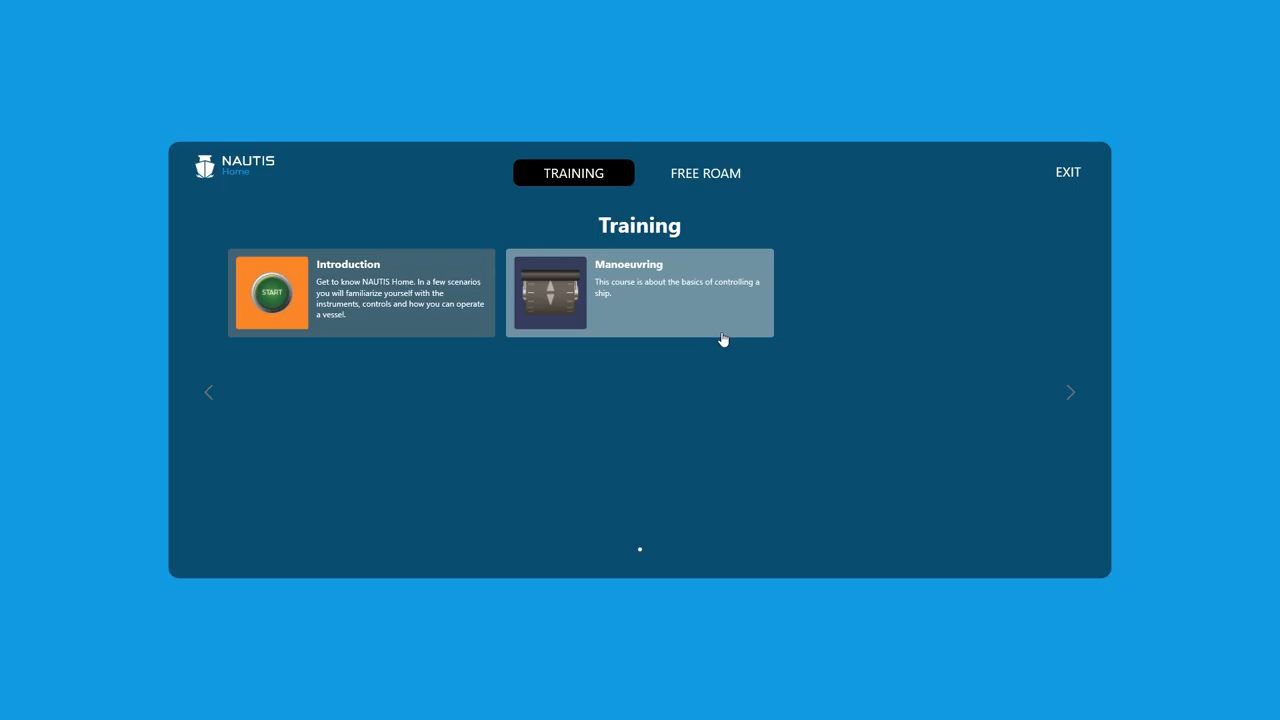 NAUTIS
Home
TRAINING
FREE ROAM
EXIT
Training
START
Introduction
Get to know NAUTIS Home. In a few scenarios
you will familiarize yourself with the
instruments, controls and how you can operate
a vessel.
Manoeuvring
This course is about the basics of controlling a
ship.